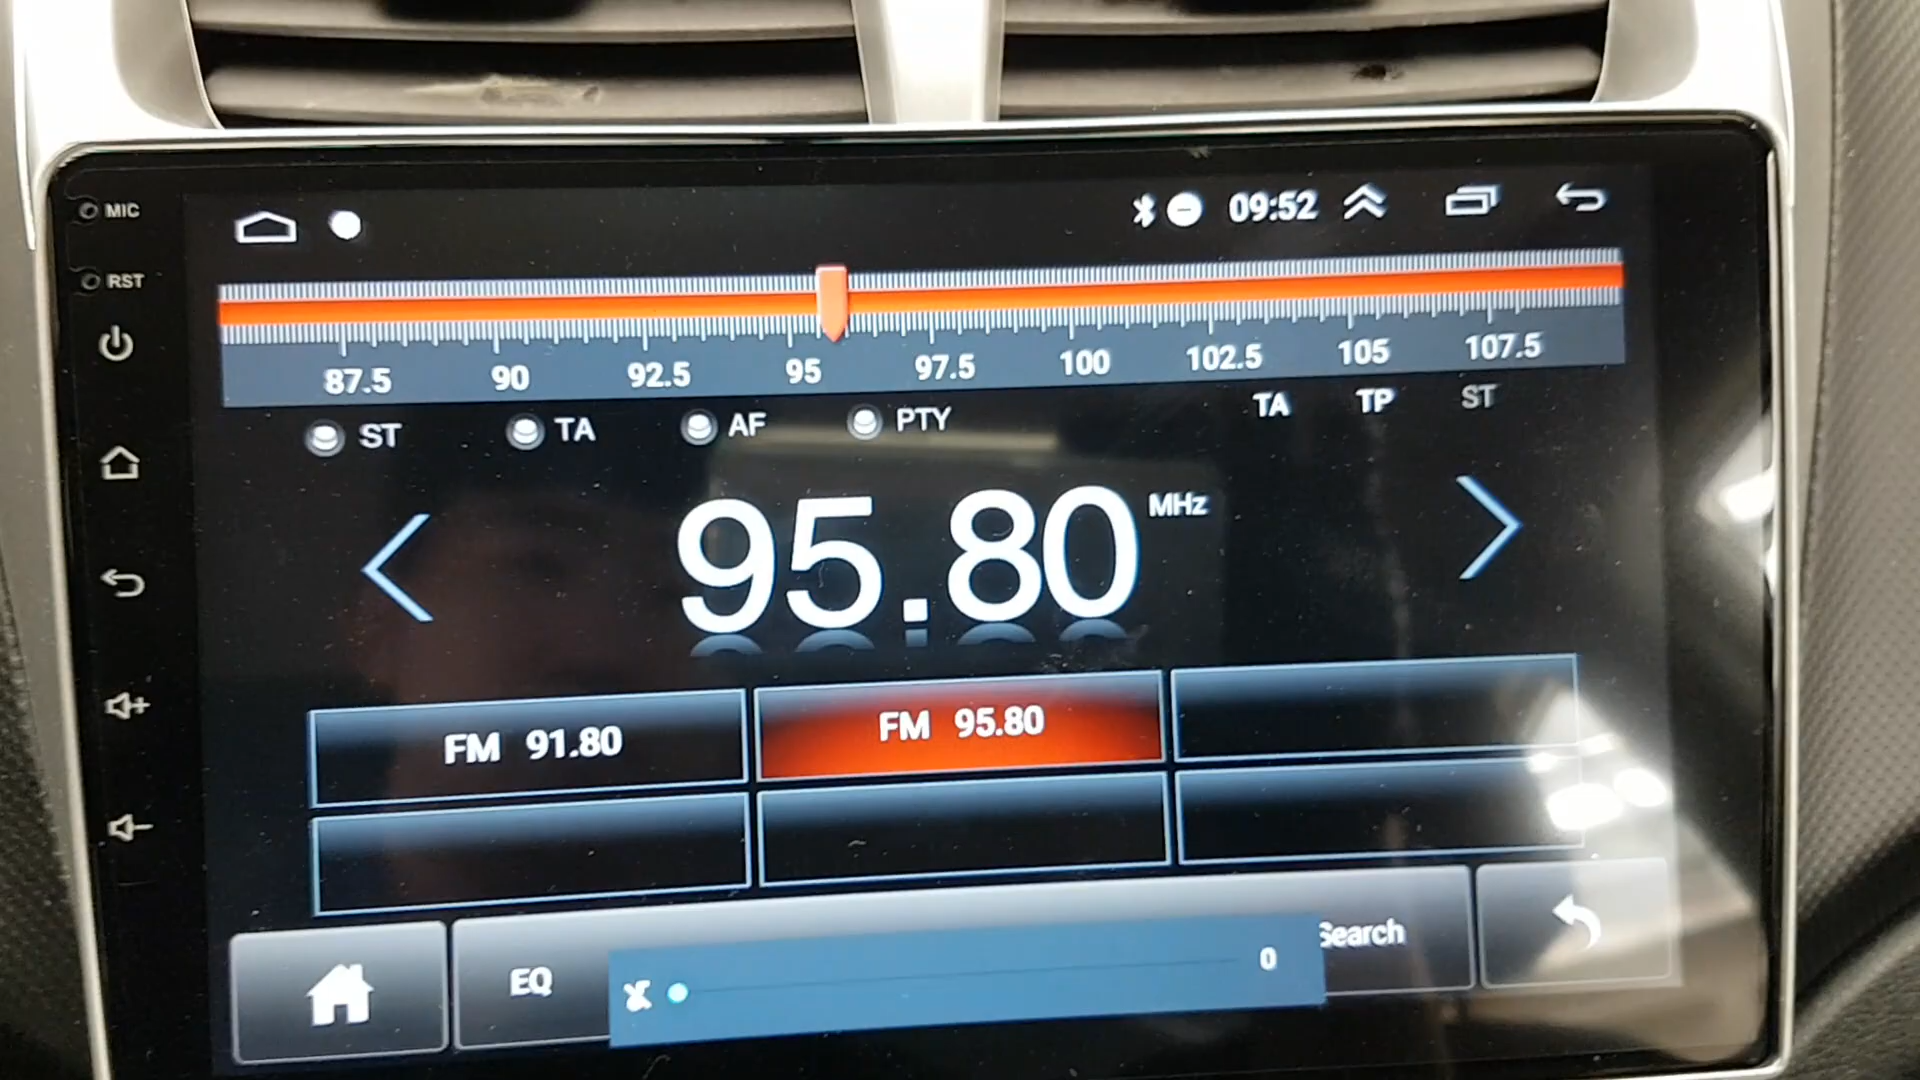 MIC
09:52
RST
87.5 90 92.5 95 97.5 100 102.5 105 107.5
ST TA AF PTY TA TP ST
95.80 MHz
FM 91.80 FM 95.80
EQ 0 Search